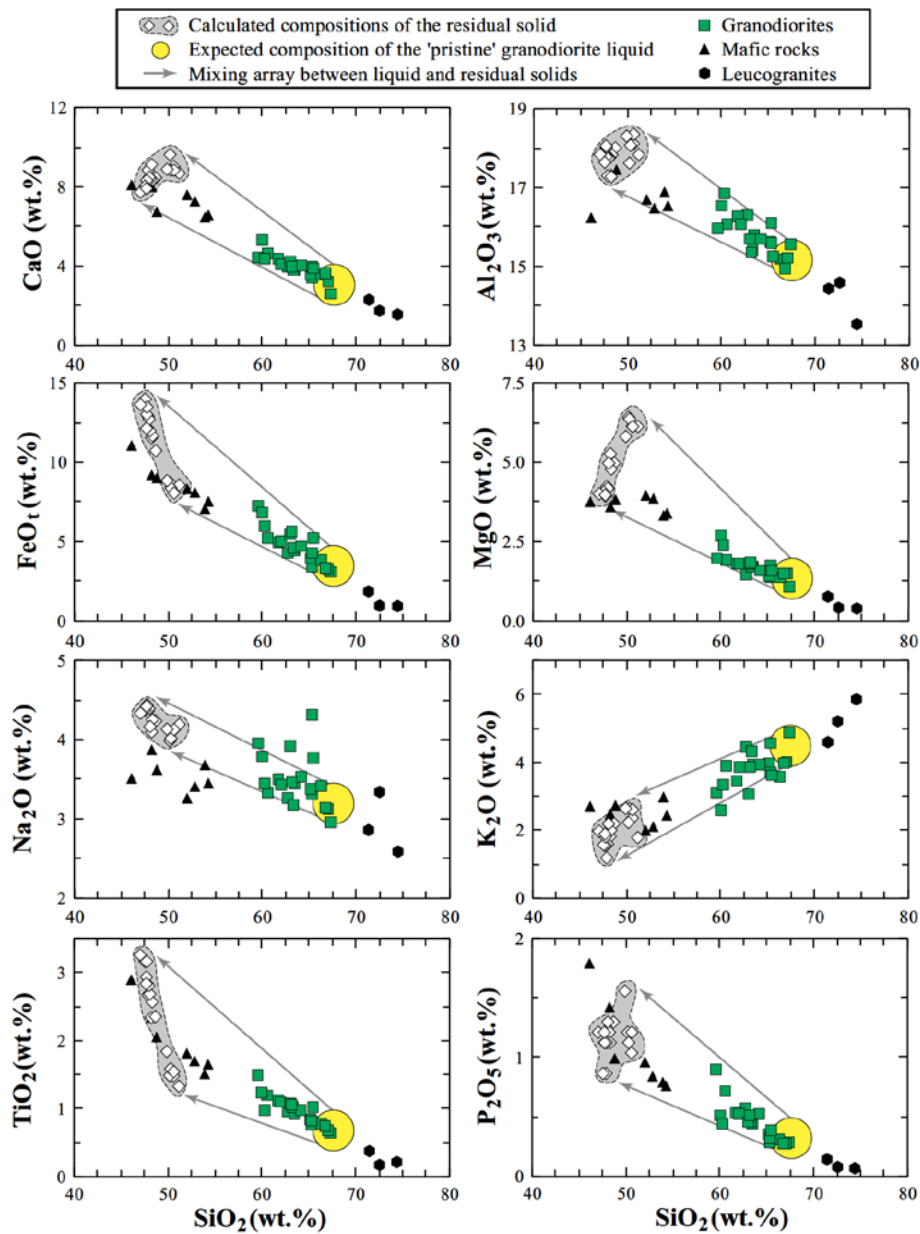 Calculated compositions of the residual solid
Expected composition of the 'pristine' granodiorite liquid
Mixing array between liquid and residual solids
Granodiorites
Mafic rocks
Leucogranites
12
8
4
0
CaO (wt.%)
40 50 60 70 80
19
17
15
13
Al2O3 (wt.%)
40 50 60 70 80
15
10
5
0
FeOt (wt.%)
40 50 60 70 80
7.5
5.0
2.5
0.0
MgO (wt.%)
40 50 60 70 80
5
4
3
2
Na2O (wt.%)
40 50 60 70 80
6
4
2
0
K2O (wt.%)
40 50 60 70 80
3
2
1
0
TiO2 (wt.%)
40 50 60 70 80
SiO2 (wt.%)
2
1
0
P2O5 (wt.%)
40 50 60 70 80
SiO2 (wt.%)